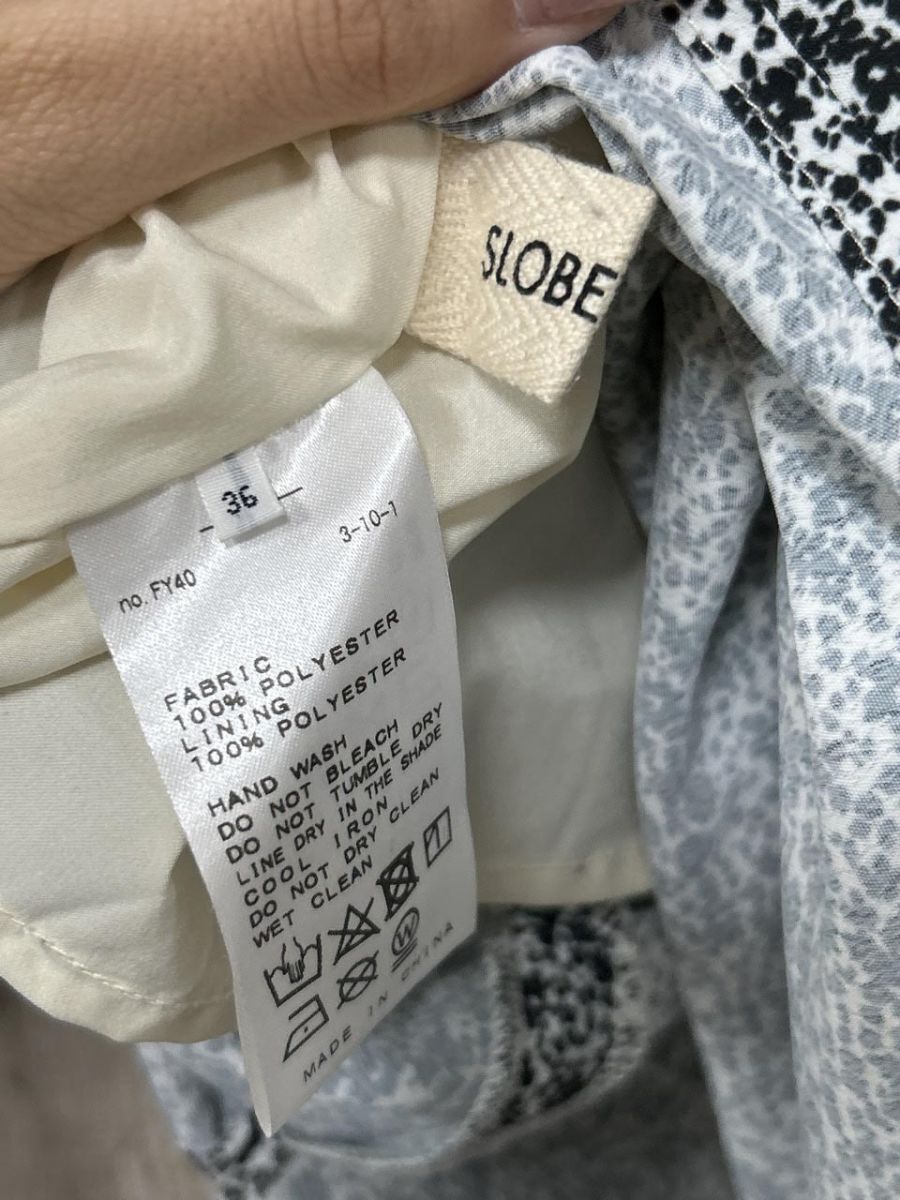 SLOBE
36
3-10-1
no. FY40
FABRIC
100% POLYESTER
LINING
100% POLYESTER
HAND WASH
DO NOT BLEACH
DO NOT TUMBLE DRY
LINE DRY IN THE SHADE
COOL IRON
DO NOT DRY CLEAN
WET CLEAN
W
MADE IN CHINA